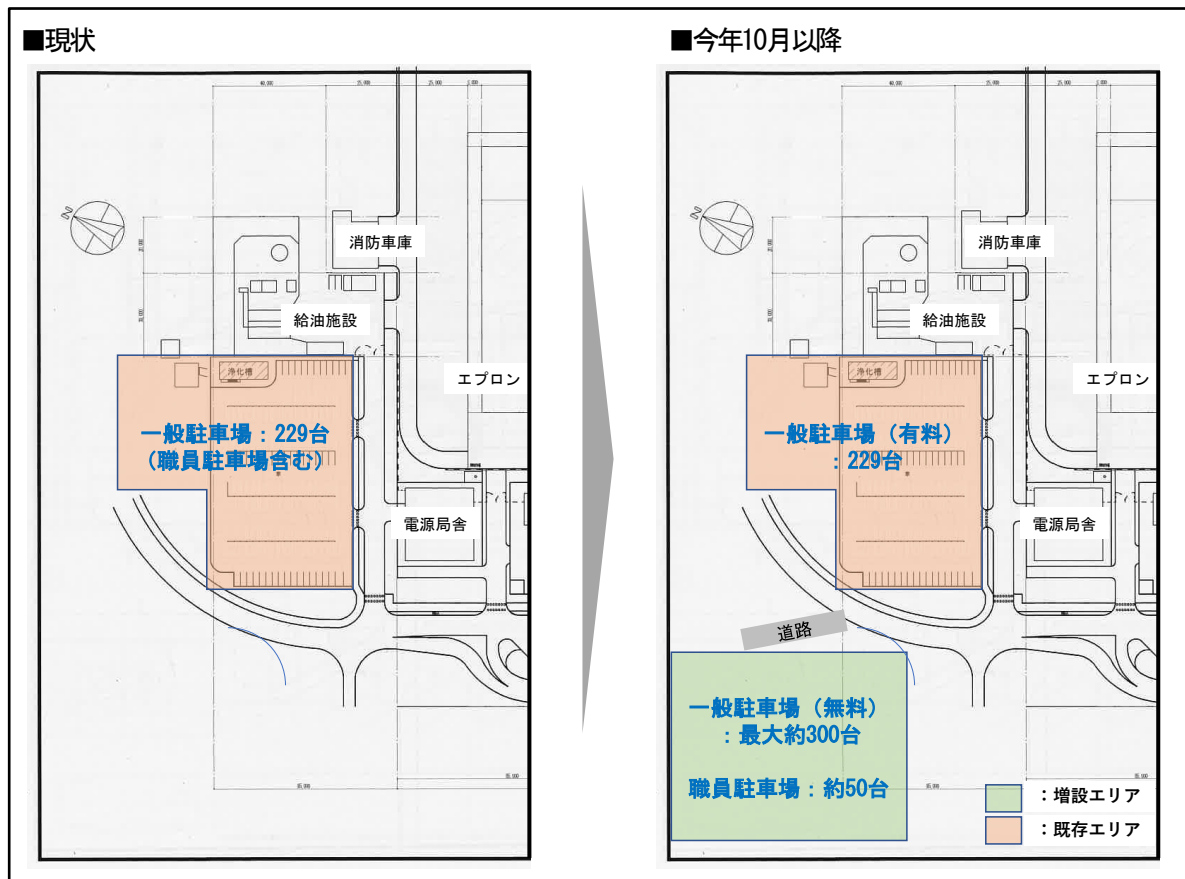 ■現状
40,000
N
消防車庫
給油施設
浄化槽
エプロン
一般駐車場:229台
(職員駐車場含む)
電源局舎
■今年10月以降
40,000
N
消防車庫
給油施設
浄化槽
エプロン
一般駐車場(有料)
:229台
電源局舎
道路
一般駐車場(無料)
:最大約300台
職員駐車場:約50台
:増設エリア
:既存エリア